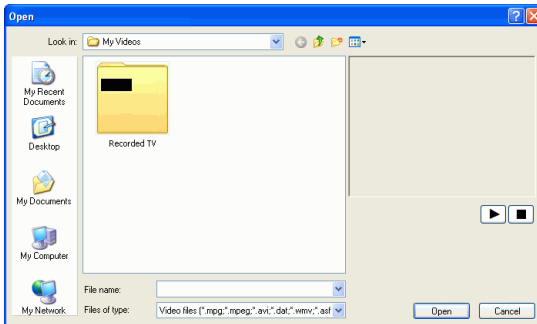 Open
Look in:
My Videos
My Recent
Documents
Desktop
My Documents
My Computer
My Network
Recorded TV
File name:
Files of type:
Video files (*.mpg;*.mpeg;*.avi;*.dat;*.wmv;*.asf
Open
Cancel